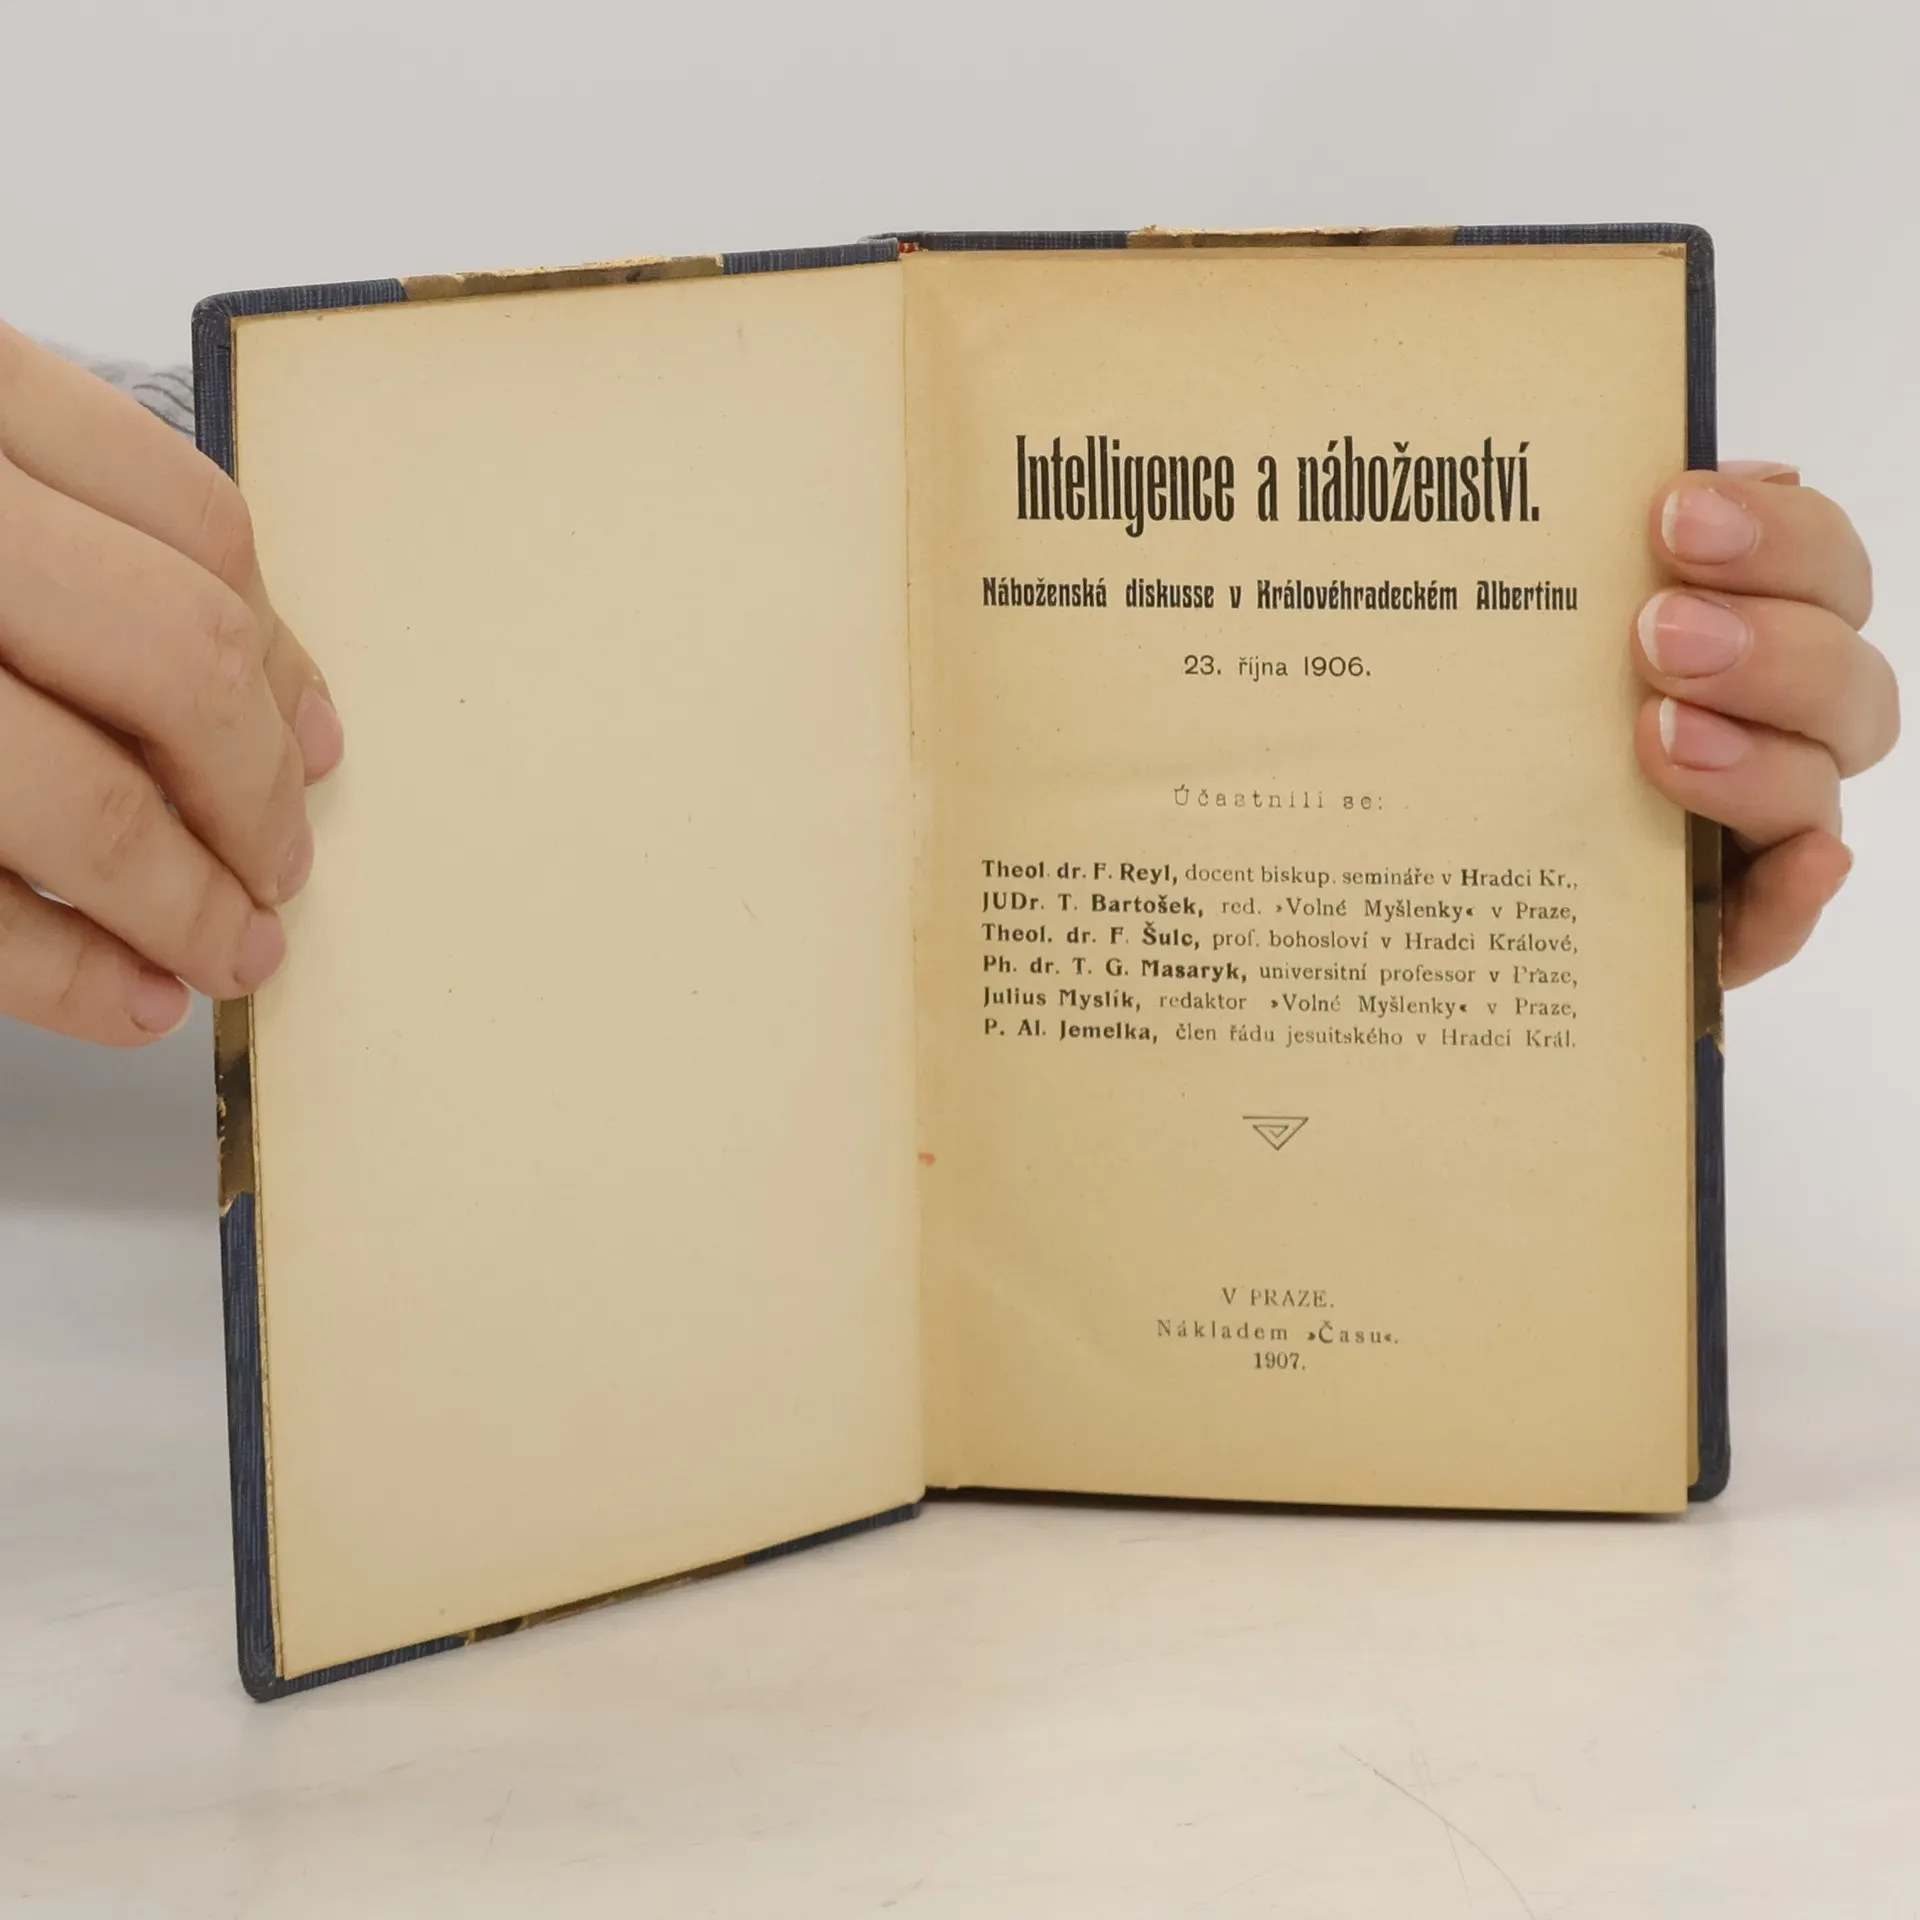 Intelligence a náboženství.
Náboženská diskusse v Královéhradeckém Albertinu
23. října 1906.
Účastnili se:
Theol. dr. F. Reyl, docent biskup. semináře v Hradci Kr.,
JUDr. T. Bartošek, red. »Volné Myšlenky« v Praze,
Theol. dr. F. Šulc, prof. bohosloví v Hradci Králové,
Ph. dr. T. G. Masaryk, universitní professor v Praze,
Julius Myslík, redaktor »Volné Myšlenky« v Praze,
P. Al. Jemelka, člen řádu jesuitského v Hradci Král.
V PRAZE.
Nákladem »Času«.
1907.